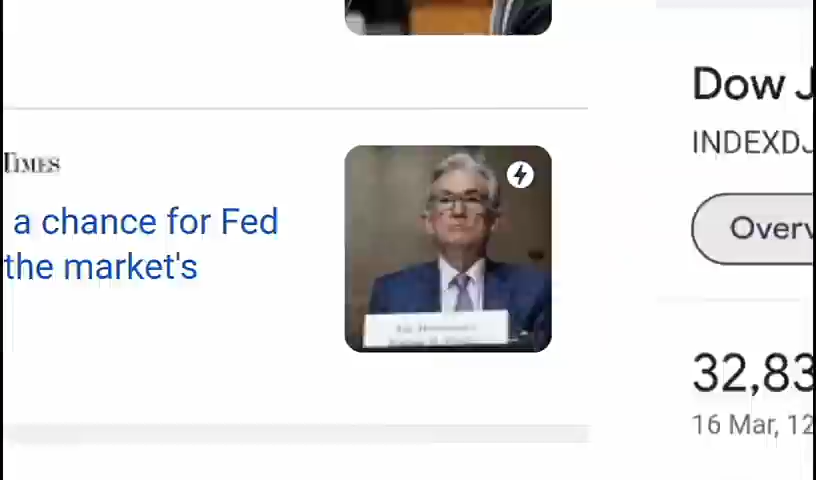 TIMES
a chance for Fed
the market's
Dow J
INDEXDJ
Overv
32,83
16 Mar, 12